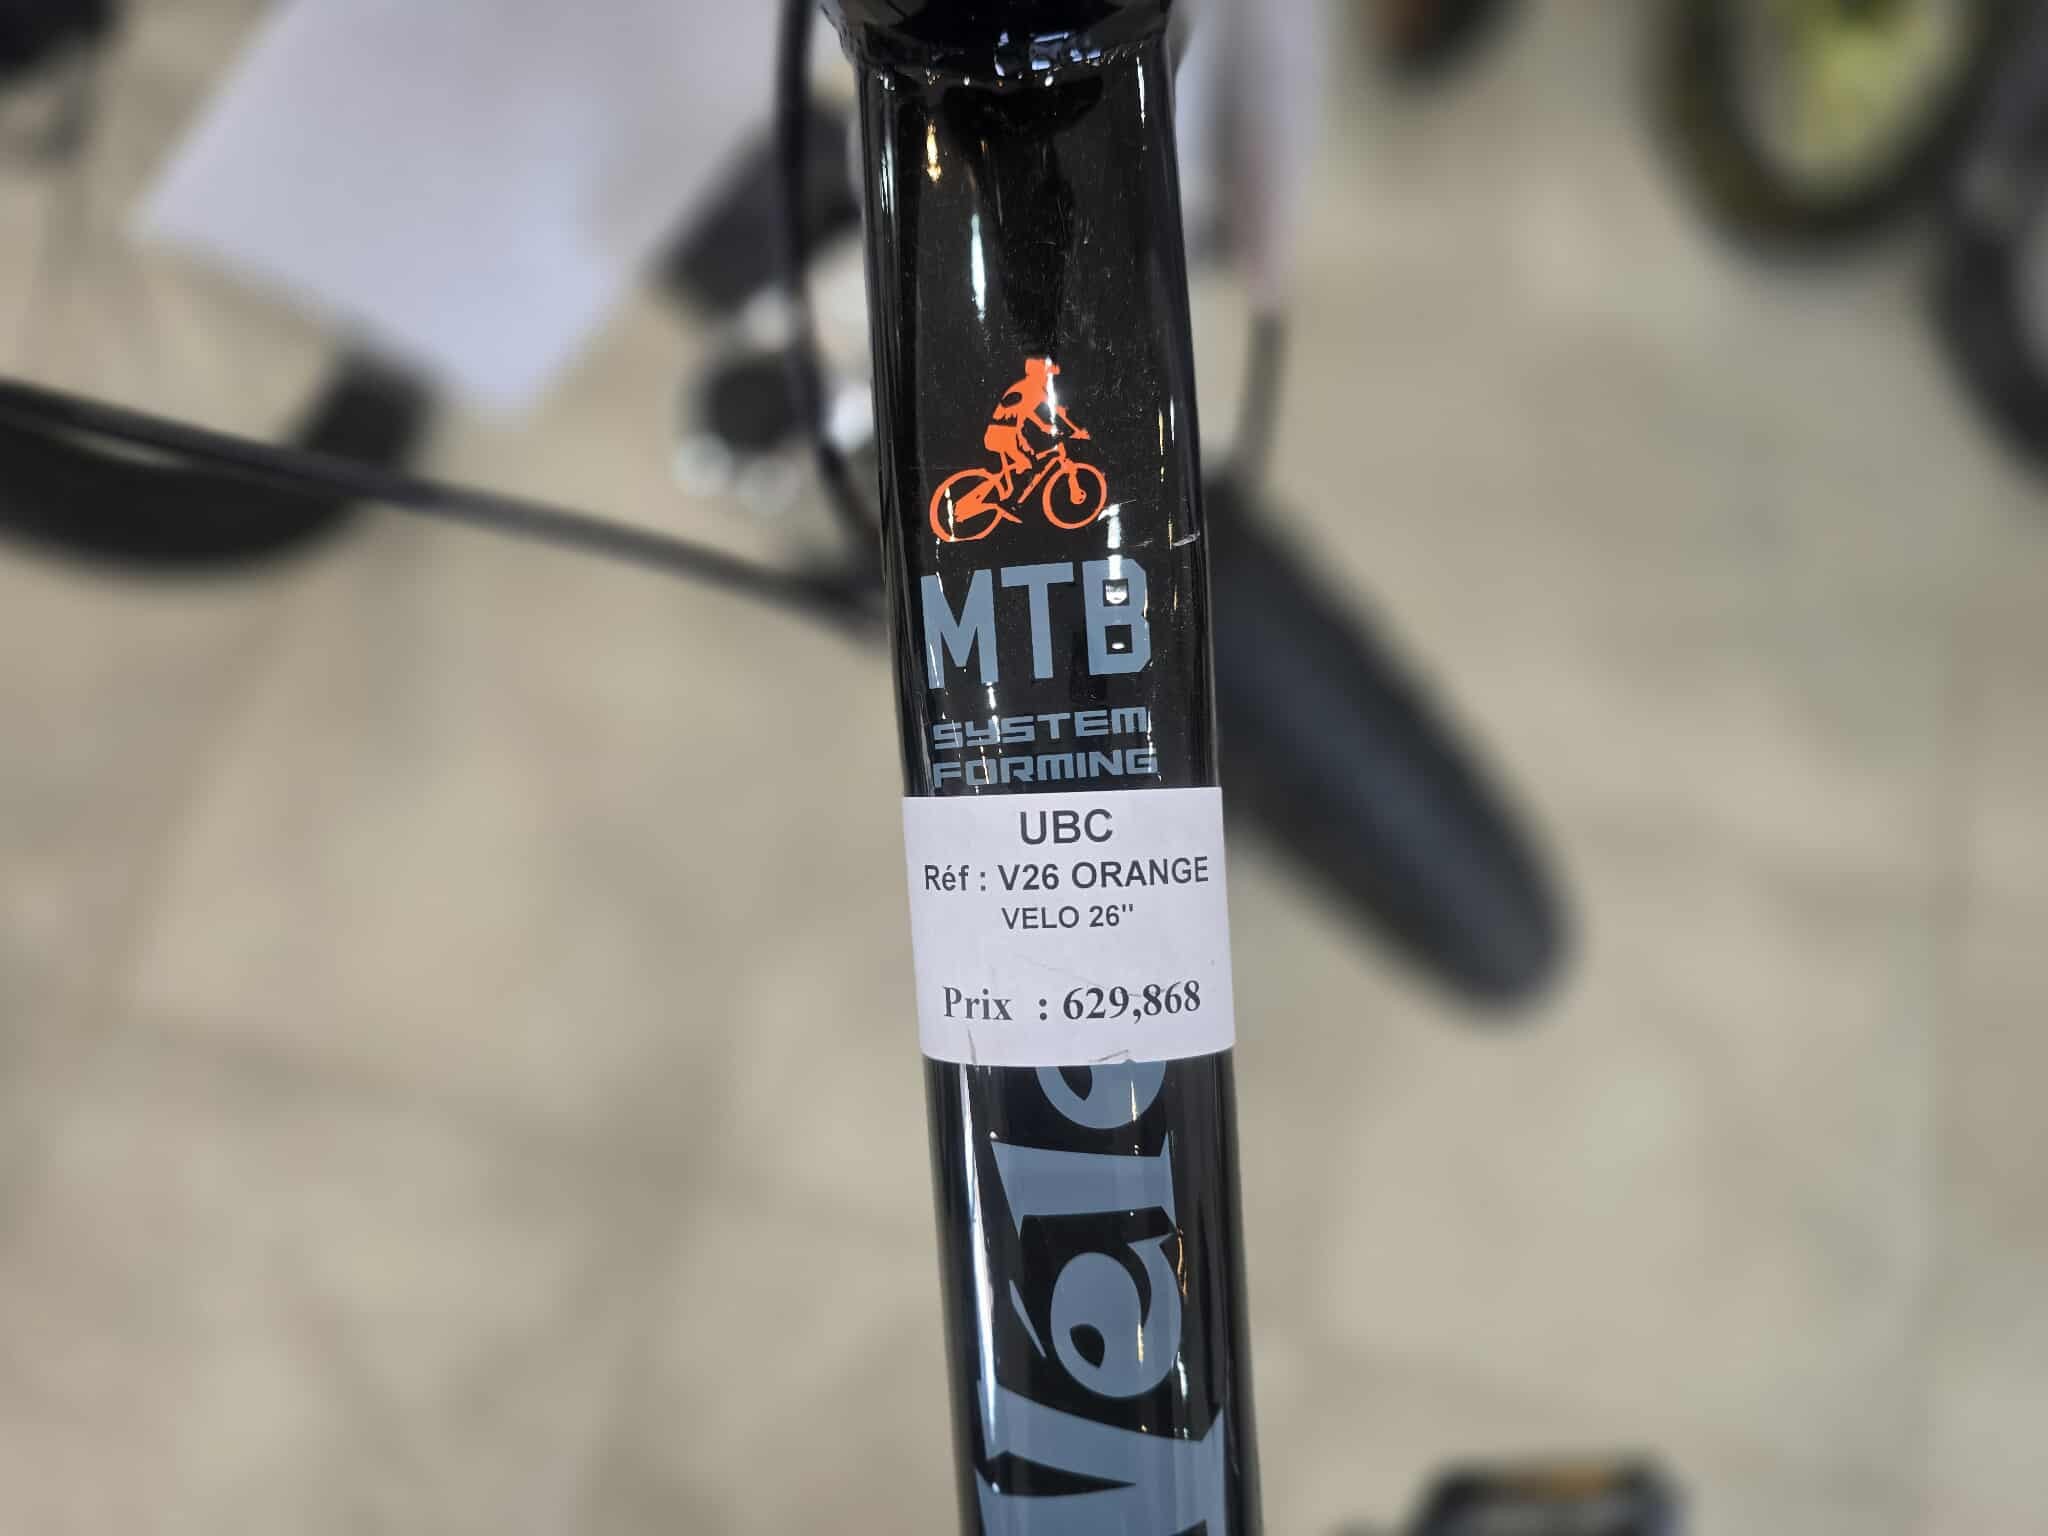 MTB
SYSTEM
FORMING
UBC
Réf : V26 ORANGE
VELO 26"
Prix : 629,868